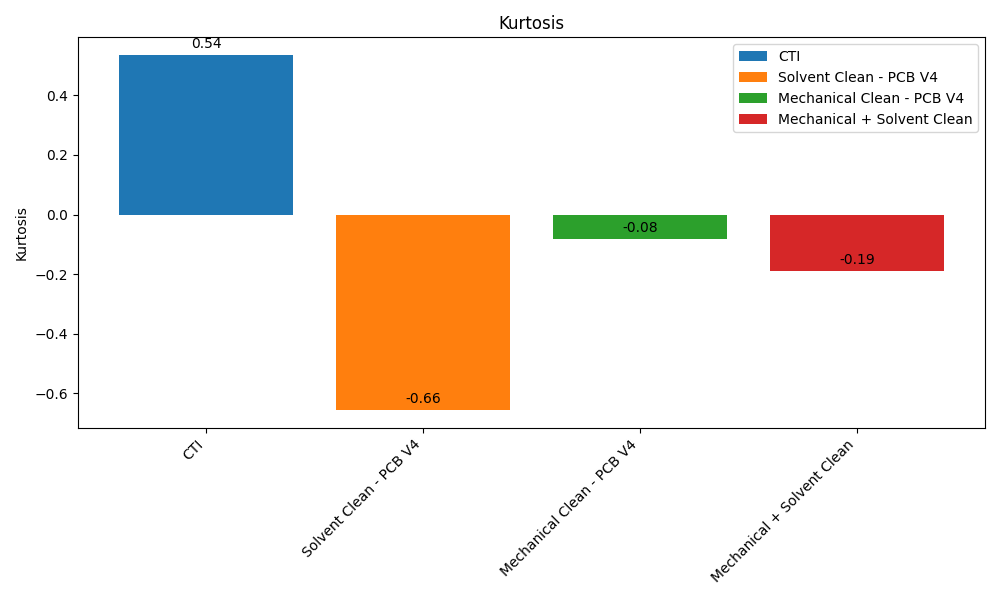 Kurtosis
0.54
CTI
Solvent Clean - PCB V4
Mechanical Clean - PCB V4
Mechanical + Solvent Clean
Kurtosis
0.4
0.2
0.0
−0.2
−0.4
−0.6
-0.66
-0.08
-0.19
CTI
Solvent Clean - PCB V4
Mechanical Clean - PCB V4
Mechanical + Solvent Clean